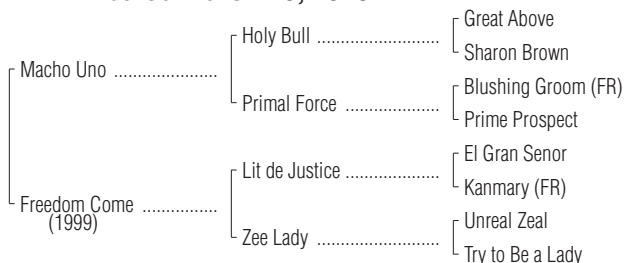 Great Above
Holy Bull ...............................
Sharon Brown
Macho Uno ..........................
Blushing Groom (FR)
Primal Force ........................
Prime Prospect
El Gran Senor
Lit de Justice ........................
Kanmary (FR)
Freedom Come ...................
(1999)
Unreal Zeal
Zee Lady ...............................
Try to Be a Lady